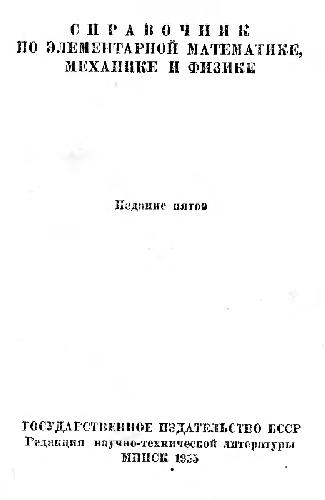 СПРАВОЧНИК
ПО ЭЛЕМЕНТАРНОЙ МАТЕМАТИКЕ,
МЕХАНИКЕ И ФИЗИКЕ
Издание пятое
ГОСУДАРСТВЕННОЕ ИЗДАТЕЛЬСТВО БССР
Редакция научно-технической литературы
МИНСК 1955